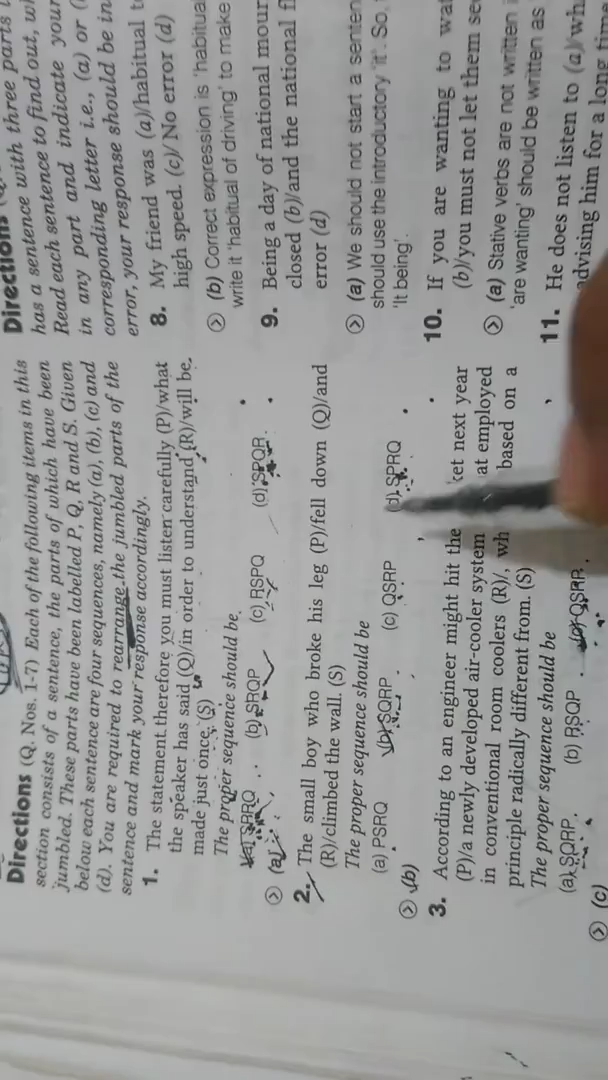 Directions (Q. Nos. 1-7) Each of the following items in this
section consists of a sentence, the parts of which have been
jumbled. These parts have been labelled P, Q, R and S. Given
below each sentence are four sequences, namely (a), (b), (c) and
(d). You are required to rearrange the jumbled parts of the
sentence and mark your response accordingly.
1. The statement therefore you must listen carefully (P)/what
the speaker has said (Q)/in order to understand (R)/will be
made just once. (S)
The proper sequence should be
(b) SRQP (c) RSPQ (d) SPQR
(a)
2. The small boy who broke his leg (P)/fell down (Q)/and
(R)/climbed the wall. (S)
The proper sequence should be
(a) PSRQ (b) SQRP (c) QSRP (d) SPRQ
(b)
3. According to an engineer might hit the ket next year
(P)/a newly developed air-cooler system at employed
in conventional room coolers (R)/, wh based on a
principle radically different from. (S)
The proper sequence should be
(a) SQRP (b) RSQP QSRP
(c)
Directions
has a sentence with three parts
Read each sentence to find out,
in any part and indicate your
corresponding letter i.e., (a) or
error, your response should be in
8. My friend was (a)/habitual
high speed. (c)/ No error (d)
(b) Correct expression is 'habitual
write it 'habitual of driving' to make
9. Being a day of national mour
closed (b)/and the national
error (d)
(a) We should not start a senten
should use the introductory 'it'. So,
'It being'.
10. If you are wanting to
(b)/you must not let them
(a) Stative verbs are not written
'are wanting' should be written as
11. He does not listen to (a)/wh
advising him for a long time